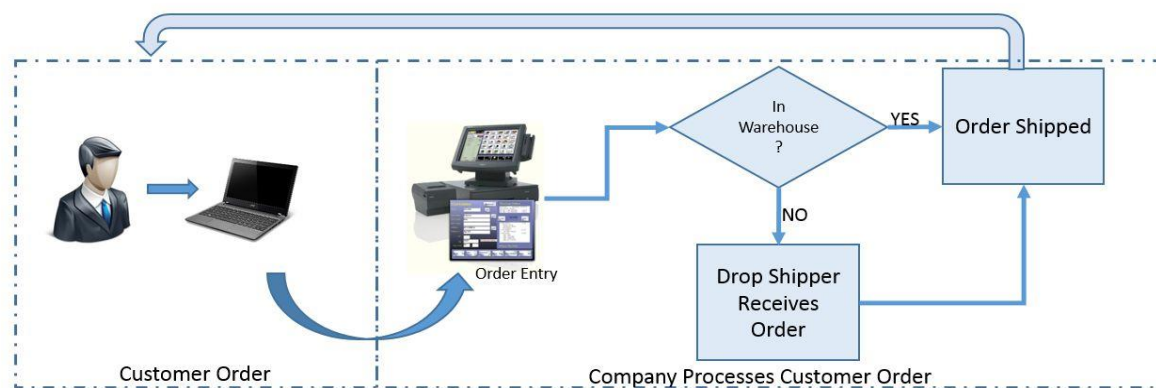 In
Warehouse
?
YES
Order Shipped
NO
Order Entry
Drop Shipper
Receives
Order
Customer Order
Company Processes Customer Order